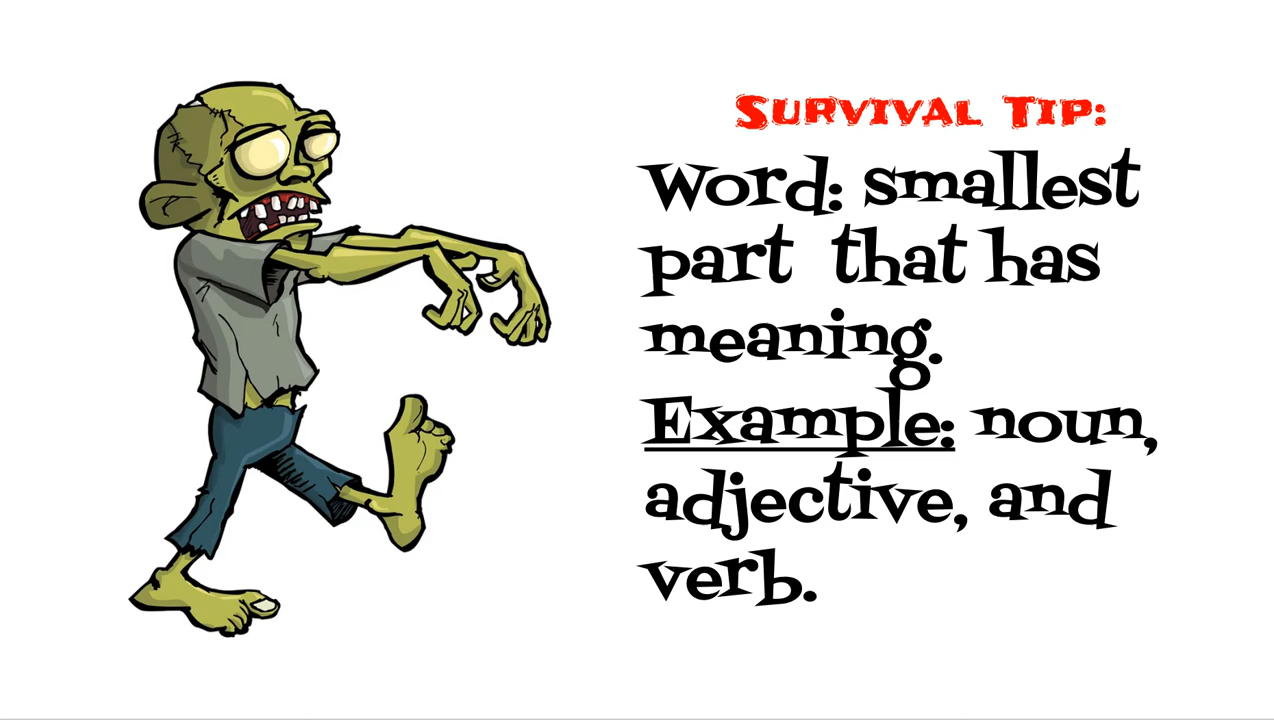 Survival Tip:
Word: smallest
part that has
meaning.
Example: noun,
adjective, and
verb.